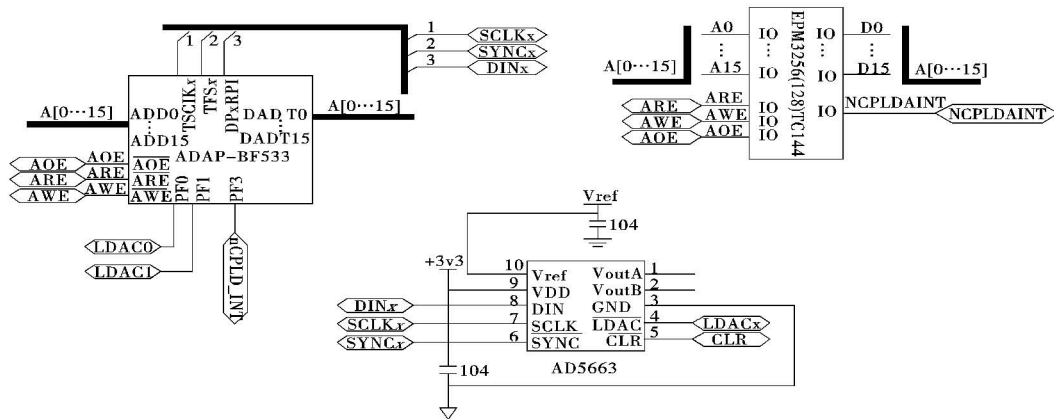 1 SCLKx
2 SYNCx
3 DINx
1 2 3
TSCIKx
TFSx
DPxRPI
A[0…15]
ADD0
ADD15
DAD T0
DADT15
A[0…15]
ADAP-BF533
AOE AOE AOE
ARE ARE ARE
AWE AWE AWE
PF0
PF1
PF3
LDAC0
LDAC1
nCPLD_INT
A0 IO IO D0
A15 IO IO D15
A[0…15]
A[0…15]
EPM3256(128)TC144
ARE ARE IO
AWE AWE IO
AOE AOE IO
IO NCPLDAINT NCPLDAINT
Vref
104
+3v3
10 Vref VoutA 1
9 VDD VoutB 2
DINx 8 DIN GND 3
SCLKx 7 SCLK LDAC 4 LDACx
SYNCx 6 SYNC CLR 5 CLR
104
AD5663